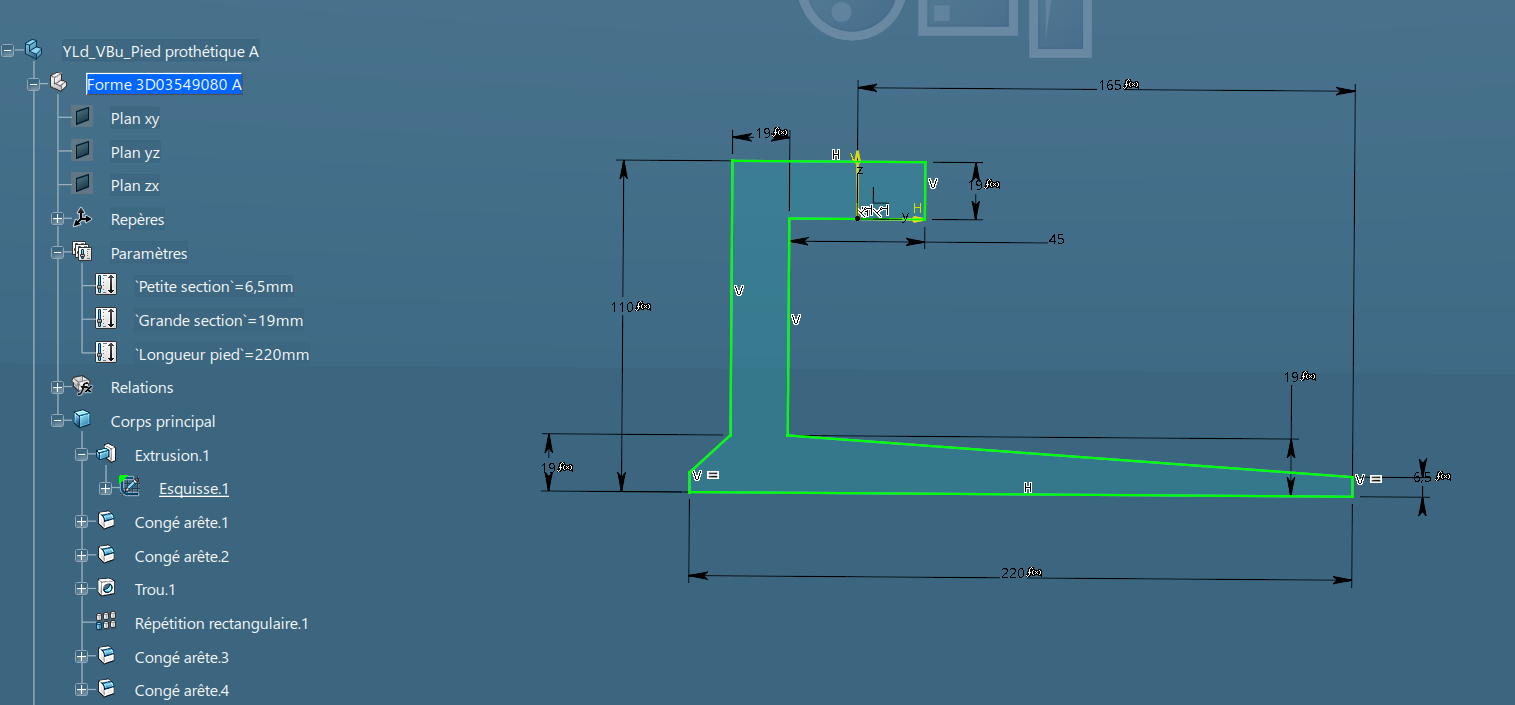 YLd_VBu_Pied prothétique A
Forme 3D03549080 A
Plan xy
Plan yz
Plan zx
Repères
Paramètres
`Petite section`=6,5mm
`Grande section`=19mm
`Longueur pied`=220mm
Relations
Corps principal
Extrusion.1
Esquisse.1
Congé arête.1
Congé arête.2
Trou.1
Répétition rectangulaire.1
Congé arête.3
Congé arête.4
165 f(x)
19 f(x)
H
V
z
V
19 f(x)
H
y
45
V
110 f(x)
V
19 f(x)
19 f(x)
V
H
V
6,5 f(x)
220 f(x)